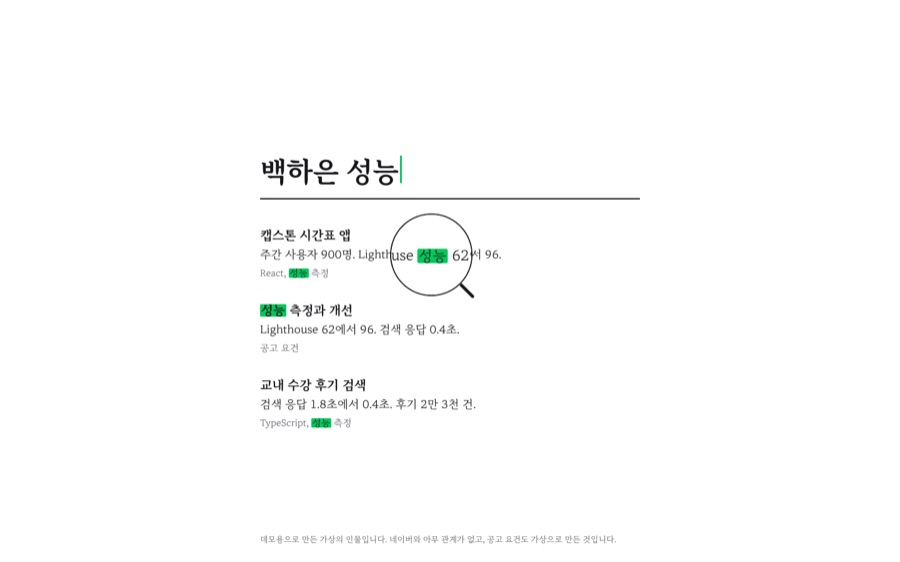 백하은 성능
캡스톤 시간표 앱
주간 사용자 900명. Lighthouse 성능 62서 96.
React, 성능 측정
성능 측정과 개선
Lighthouse 62에서 96. 검색 응답 0.4초.
공고 요건
교내 수강 후기 검색
검색 응답 1.8초에서 0.4초. 후기 2만 3천 건.
TypeScript, 성능 측정
데모용으로 만든 가상의 인물입니다. 네이버와 아무 관계가 없고, 공고 요건도 가상으로 만든 것입니다.